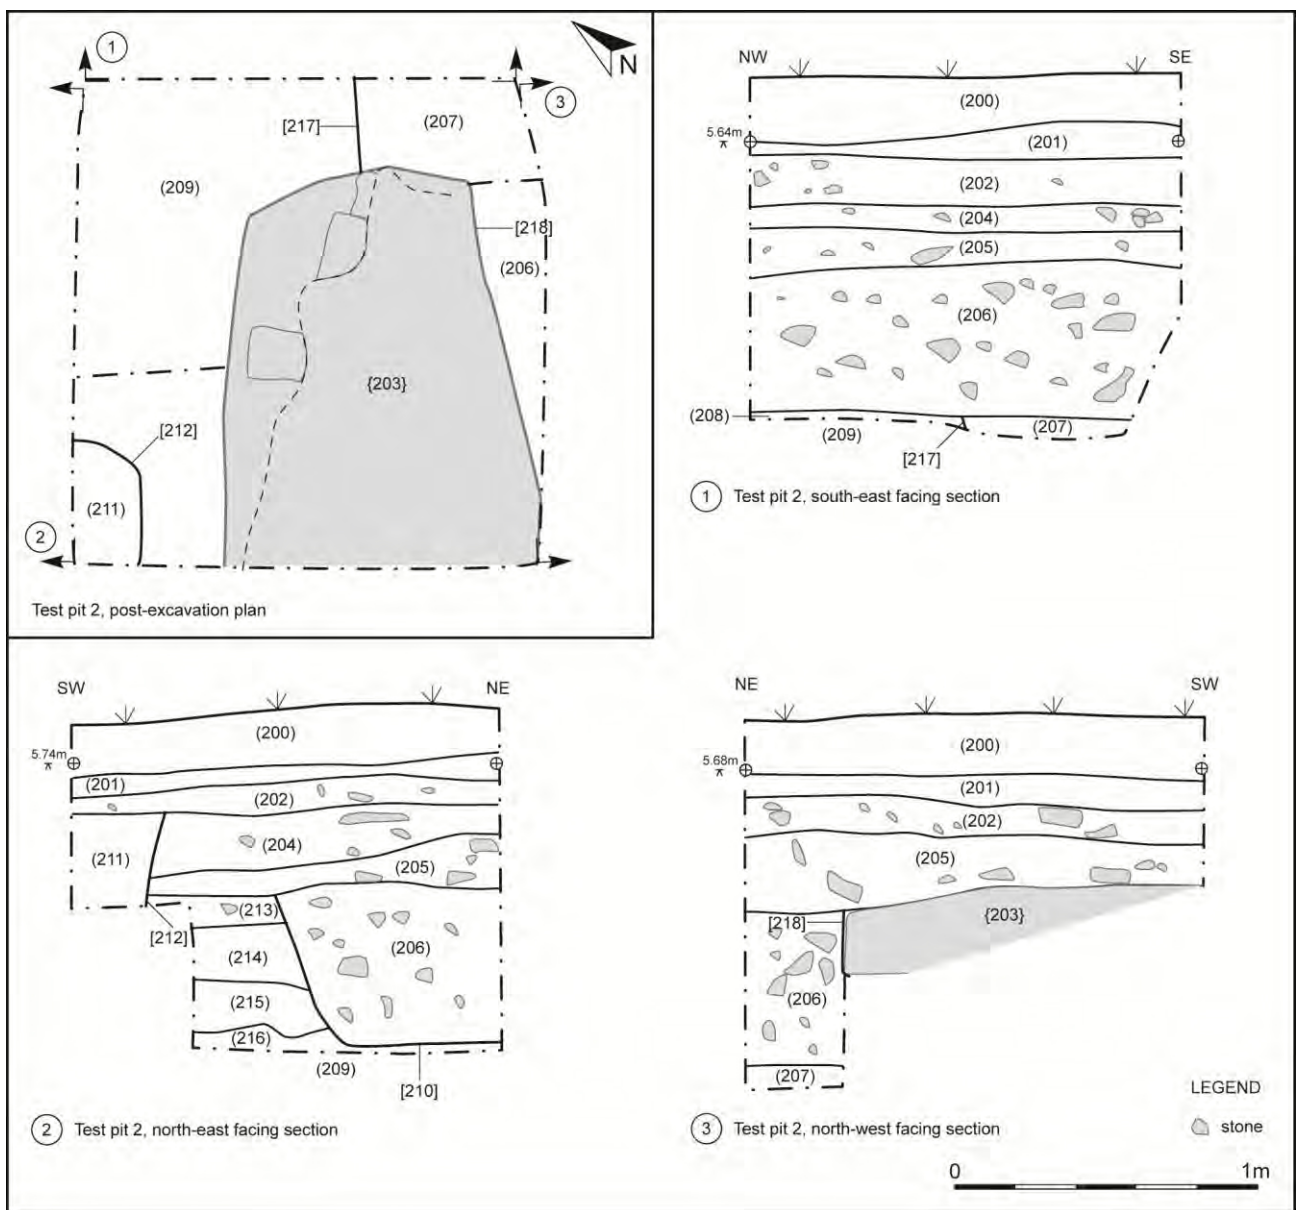 1
N
3
[217]
(207)
(209)
[218]
(206)
{203}
[212]
(211)
2
Test pit 2, post-excavation plan
NW
SE
(200)
5.64m
(201)
(202)
(204)
(205)
(206)
(208)
(209)
(207)
[217]
1 Test pit 2, south-east facing section
SW
NE
(200)
5.74m
(201)
(202)
(204)
(211)
(205)
[212]
(213)
(206)
(214)
(215)
(216)
(209)
[210]
2 Test pit 2, north-east facing section
NE
SW
(200)
5.68m
(201)
(202)
(205)
[218]
{203}
(206)
(207)
3 Test pit 2, north-west facing section
LEGEND
stone
0 1m